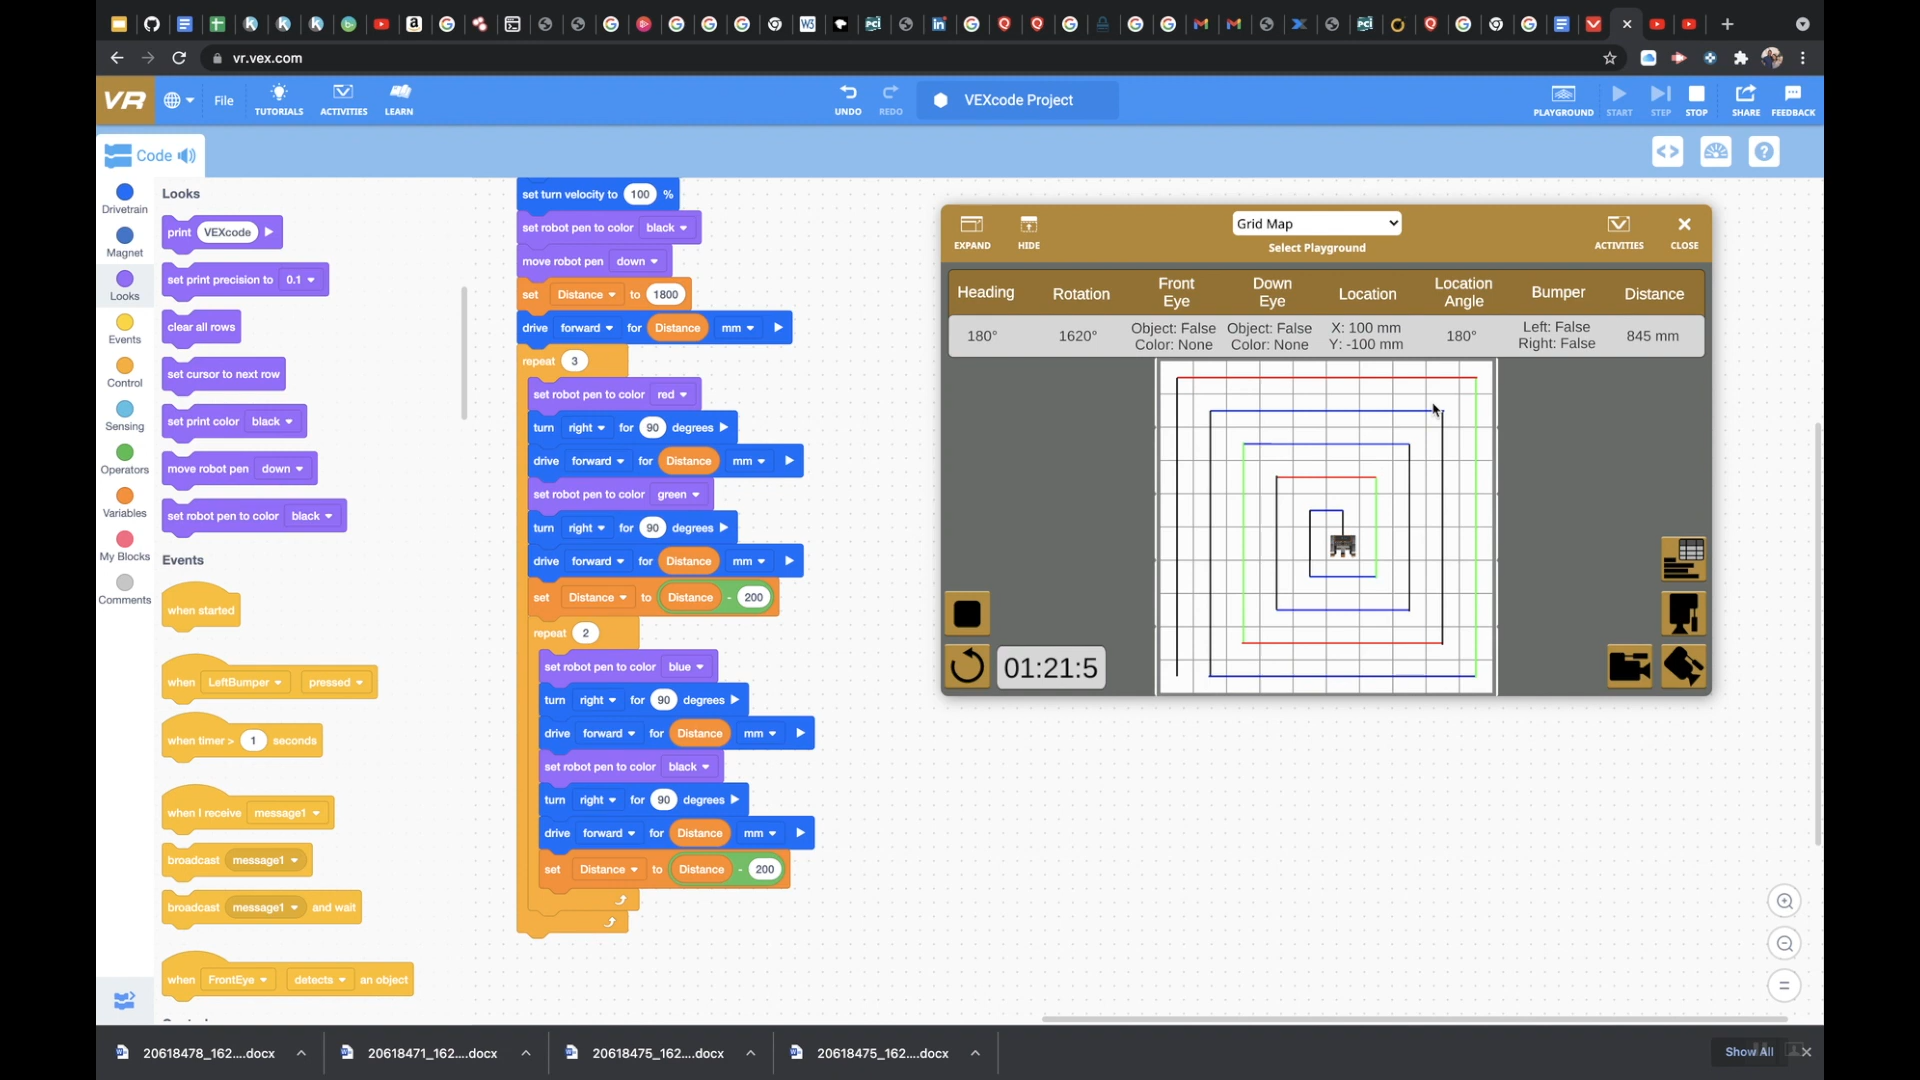 vr.vex.com
VR
File
TUTORIALS
ACTIVITIES
LEARN
UNDO
REDO
VEXcode Project
PLAYGROUND
START
STEP
STOP
SHARE
FEEDBACK
Code
Drivetrain
Magnet
Looks
Events
Control
Sensing
Operators
Variables
My Blocks
Comments
Looks
print VEXcode
set print precision to 0.1
clear all rows
set cursor to next row
set print color black
move robot pen down
set robot pen to color black
Events
when started
when LeftBumper pressed
when timer > 1 seconds
when I receive message1
broadcast message1
broadcast message1 and wait
when FrontEye detects an object
set turn velocity to 100 %
set robot pen to color black
move robot pen down
set Distance to 1800
drive forward for Distance mm
repeat 3
set robot pen to color red
turn right for 90 degrees
drive forward for Distance mm
set robot pen to color green
turn right for 90 degrees
drive forward for Distance mm
set Distance to Distance - 200
repeat 2
set robot pen to color blue
turn right for 90 degrees
drive forward for Distance mm
set robot pen to color black
turn right for 90 degrees
drive forward for Distance mm
set Distance to Distance - 200
EXPAND
HIDE
Grid Map
Select Playground
ACTIVITIES
CLOSE
Heading
Rotation
Front
Eye
Down
Eye
Location
Location
Angle
Bumper
Distance
180°
1620°
Object: False
Color: None
Object: False
Color: None
X: 100 mm
Y: -100 mm
180°
Left: False
Right: False
845 mm
01:21:5
20618478_162....docx
20618471_162....docx
20618475_162....docx
20618475_162....docx
Show All